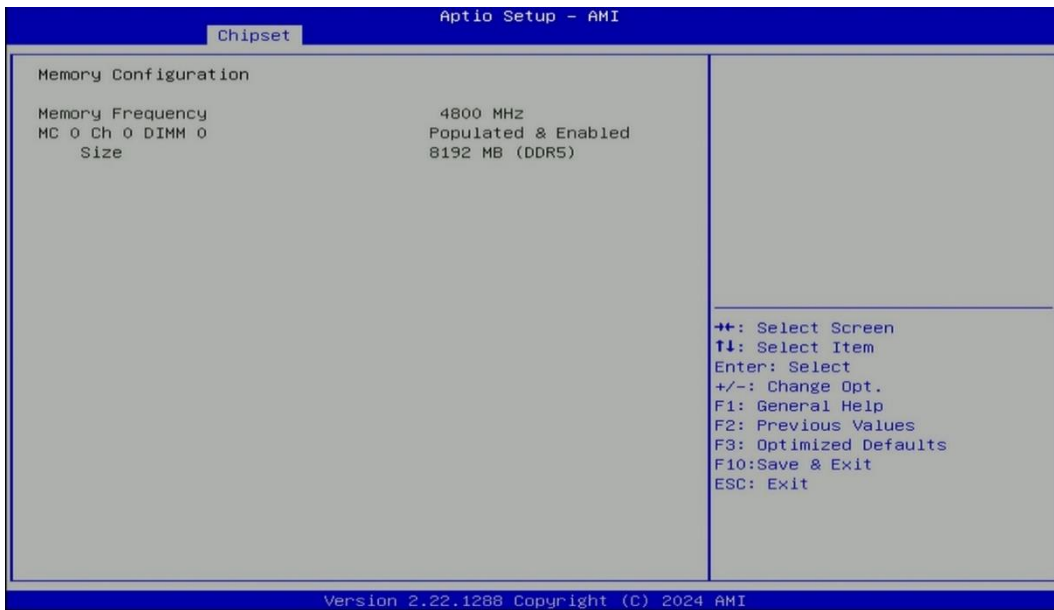 Aptio Setup – AMI
Chipset
Memory Configuration
Memory Frequency 4800 MHz
MC 0 Ch 0 DIMM 0 Populated & Enabled
Size 8192 MB (DDR5)
→←: Select Screen
↑↓: Select Item
Enter: Select
+/-: Change Opt.
F1: General Help
F2: Previous Values
F3: Optimized Defaults
F10:Save & Exit
ESC: Exit
Version 2.22.1288 Copyright (C) 2024 AMI